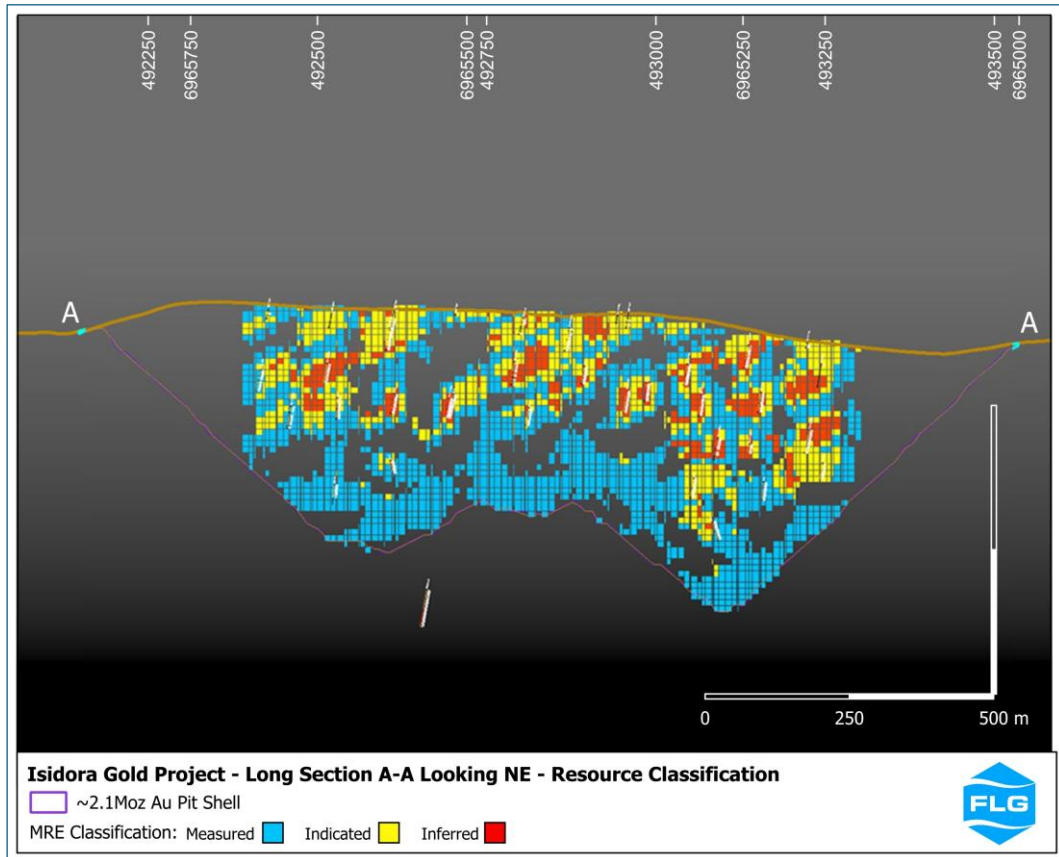 492250
6965750
492500
6965500
492750
493000
6965250
493250
493500
6965000
A
A
0 250 500 m
Isidora Gold Project - Long Section A-A Looking NE - Resource Classification
~2.1Moz Au Pit Shell
MRE Classification: Measured Indicated Inferred
FLG